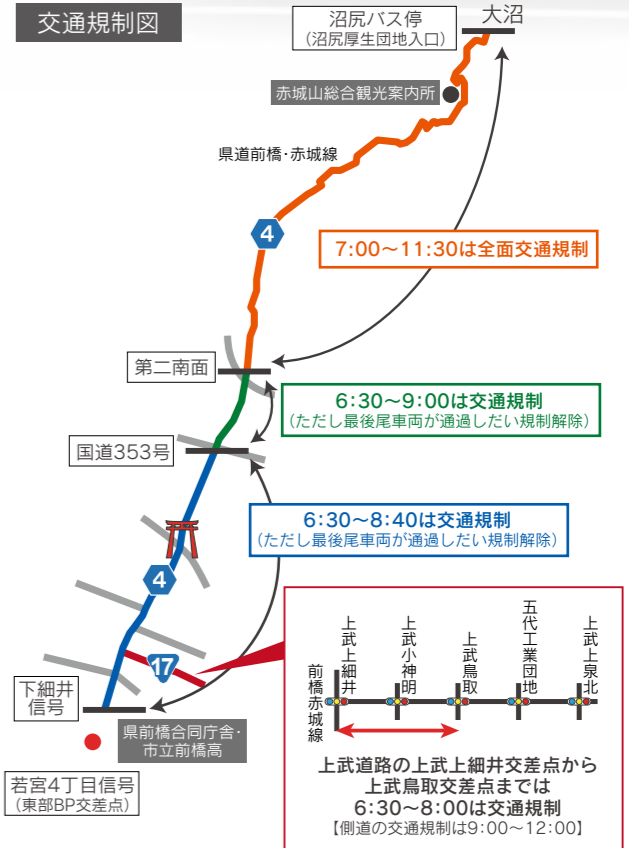 交通規制図
沼尻バス停
(沼尻厚生団地入口)
大沼
赤城山総合観光案内所
県道前橋・赤城線
4
7:00〜11:30は全面交通規制
第二南面
6:30〜9:00は交通規制
(ただし最後尾車両が通過しだい規制解除)
国道353号
6:30〜8:40は交通規制
(ただし最後尾車両が通過しだい規制解除)
4
17
下細井
信号
県前橋合同庁舎・
市立前橋高
若宮4丁目信号
(東部BP交差点)
前橋赤城線
上武上細井
上武小神明
上武鳥取
五代工業団地
上武上泉北
上武道路の上武上細井交差点から
上武鳥取交差点までは
6:30〜8:00は交通規制
【側道の交通規制は9:00〜12:00】